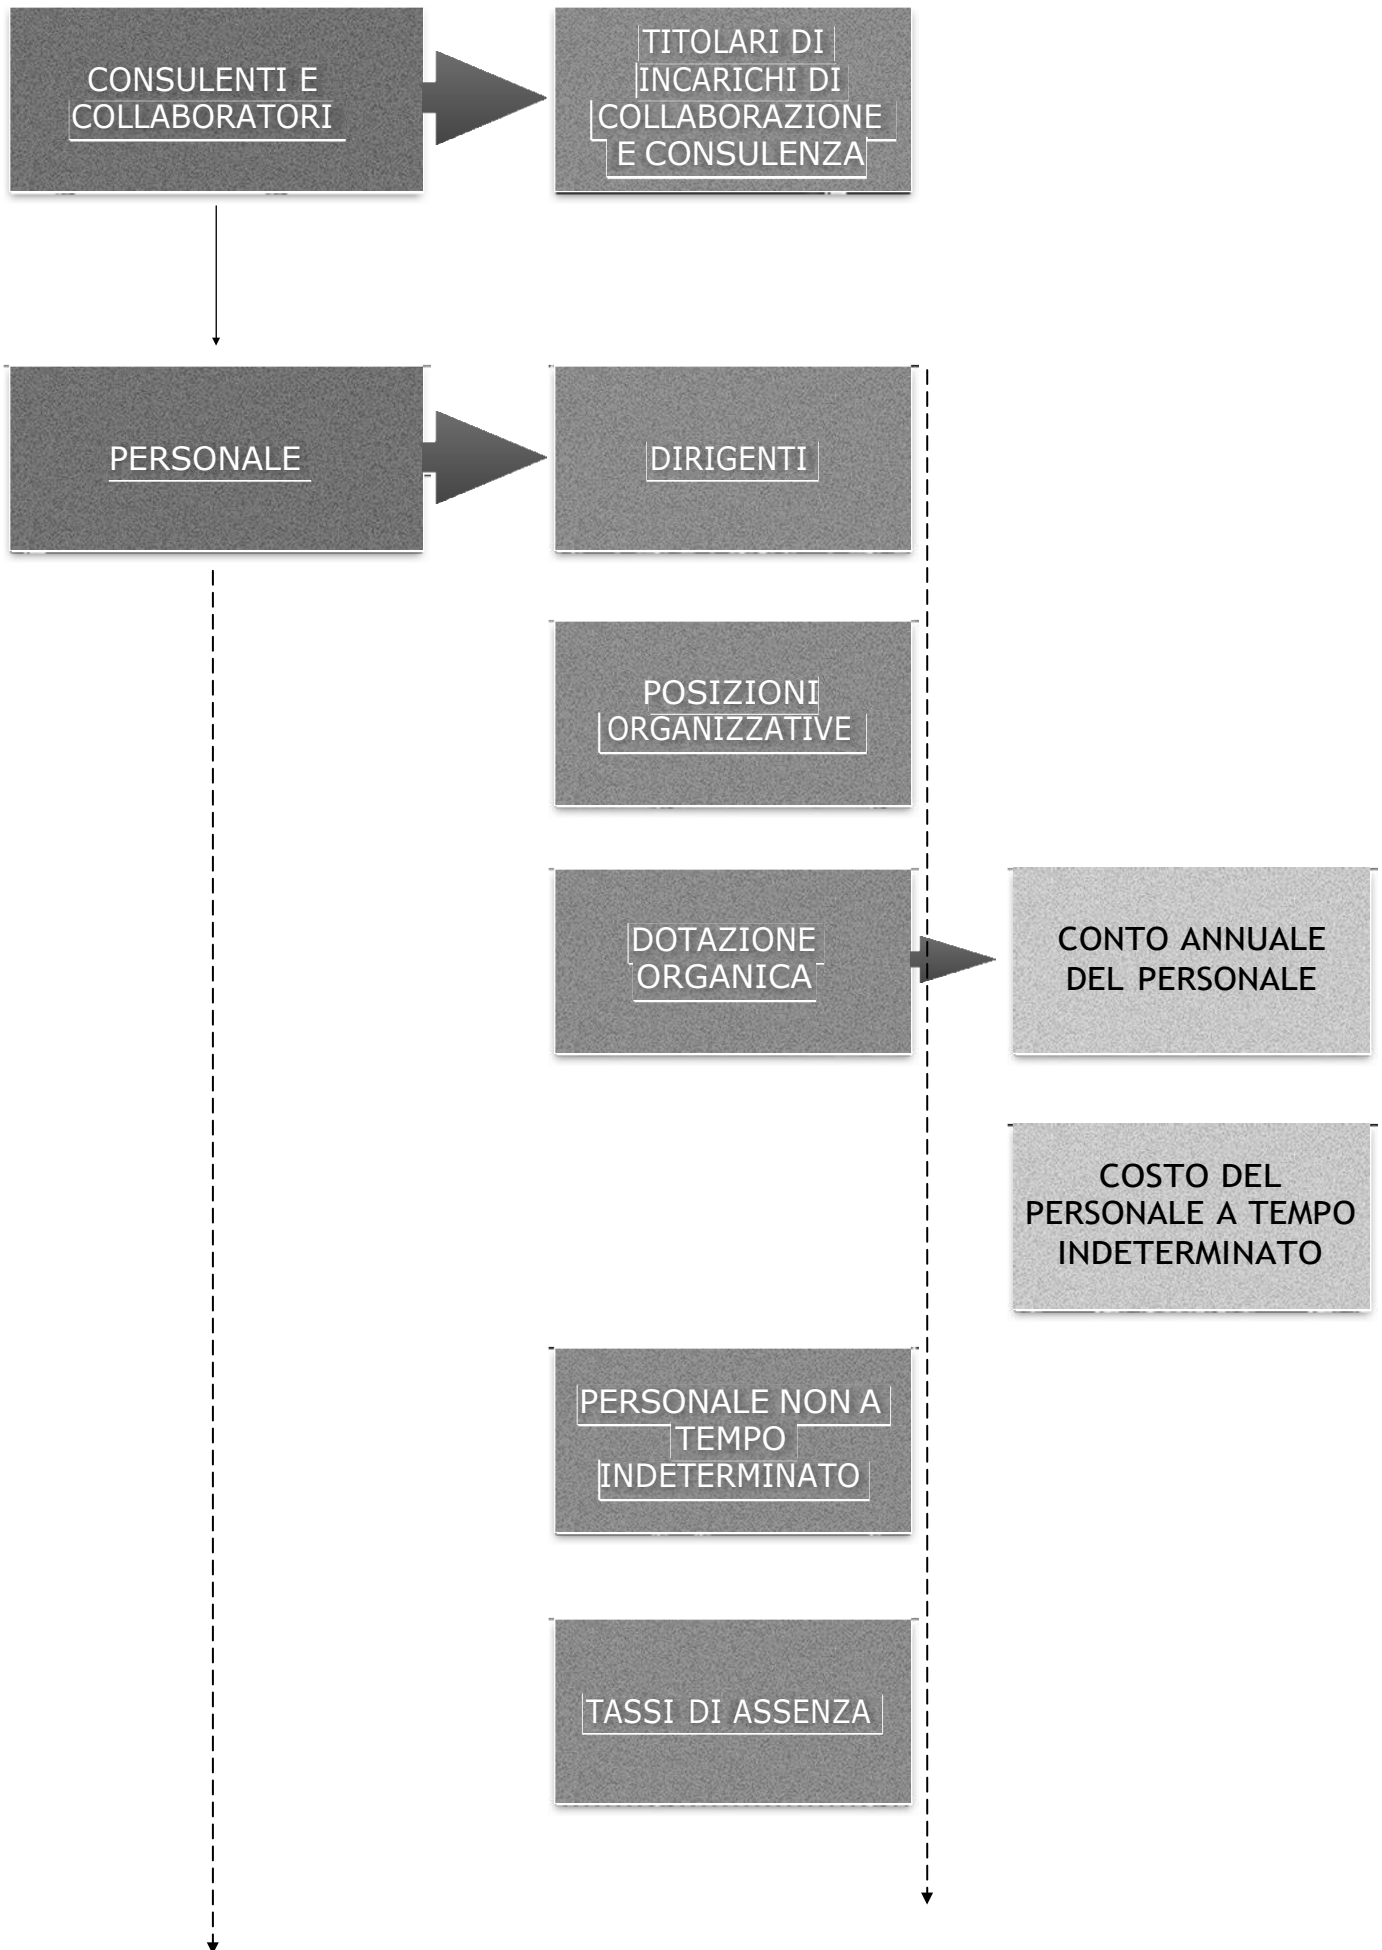 CONSULENTI E
COLLABORATORI
TITOLARI DI
INCARICHI DI
COLLABORAZIONE
E CONSULENZA
PERSONALE
DIRIGENTI
POSIZIONI
ORGANIZZATIVE
DOTAZIONE
ORGANICA
CONTO ANNUALE
DEL PERSONALE
COSTO DEL
PERSONALE A TEMPO
INDETERMINATO
PERSONALE NON A
TEMPO
INDETERMINATO
TASSI DI ASSENZA